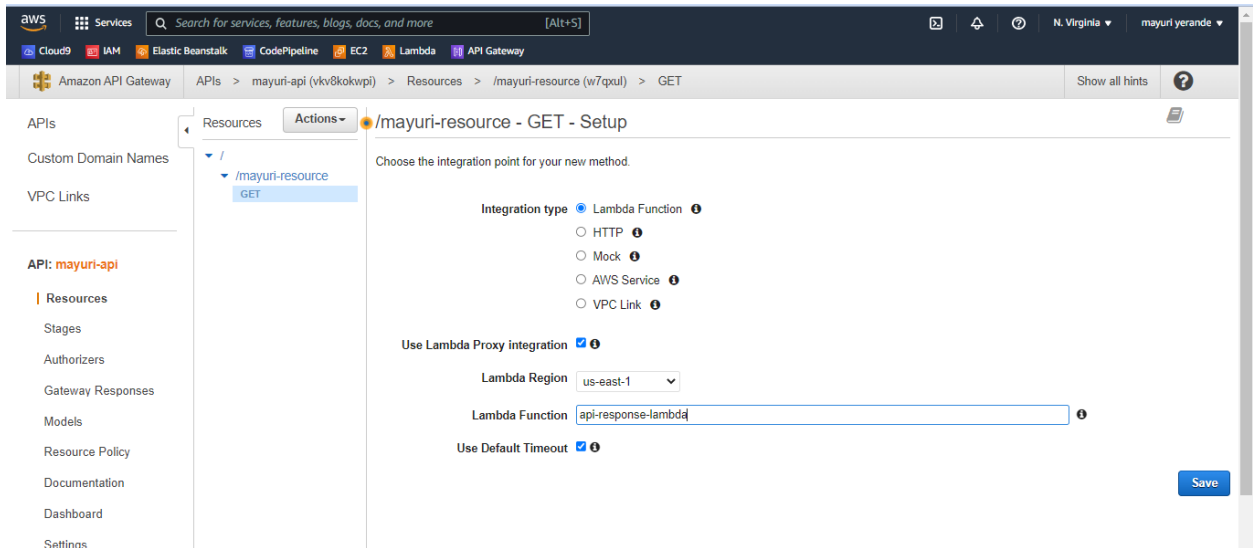 aws Services Search for services, features, blogs, docs, and more [Alt+S] N. Virginia ▼ mayuri yerande ▼
Cloud9 IAM Elastic Beanstalk CodePipeline EC2 Lambda API Gateway
Amazon API Gateway APIs > mayuri-api (vkv8kokwpi) > Resources > /mayuri-resource (w7qxul) > GET Show all hints
APIs
Custom Domain Names
VPC Links
API: mayuri-api
Resources
Stages
Authorizers
Gateway Responses
Models
Resource Policy
Documentation
Dashboard
Settings
Resources Actions
/
/mayuri-resource
GET
/mayuri-resource - GET - Setup
Choose the integration point for your new method.
Integration type Lambda Function
HTTP
Mock
AWS Service
VPC Link
Use Lambda Proxy integration
Lambda Region us-east-1
Lambda Function api-response-lambda
Use Default Timeout
Save